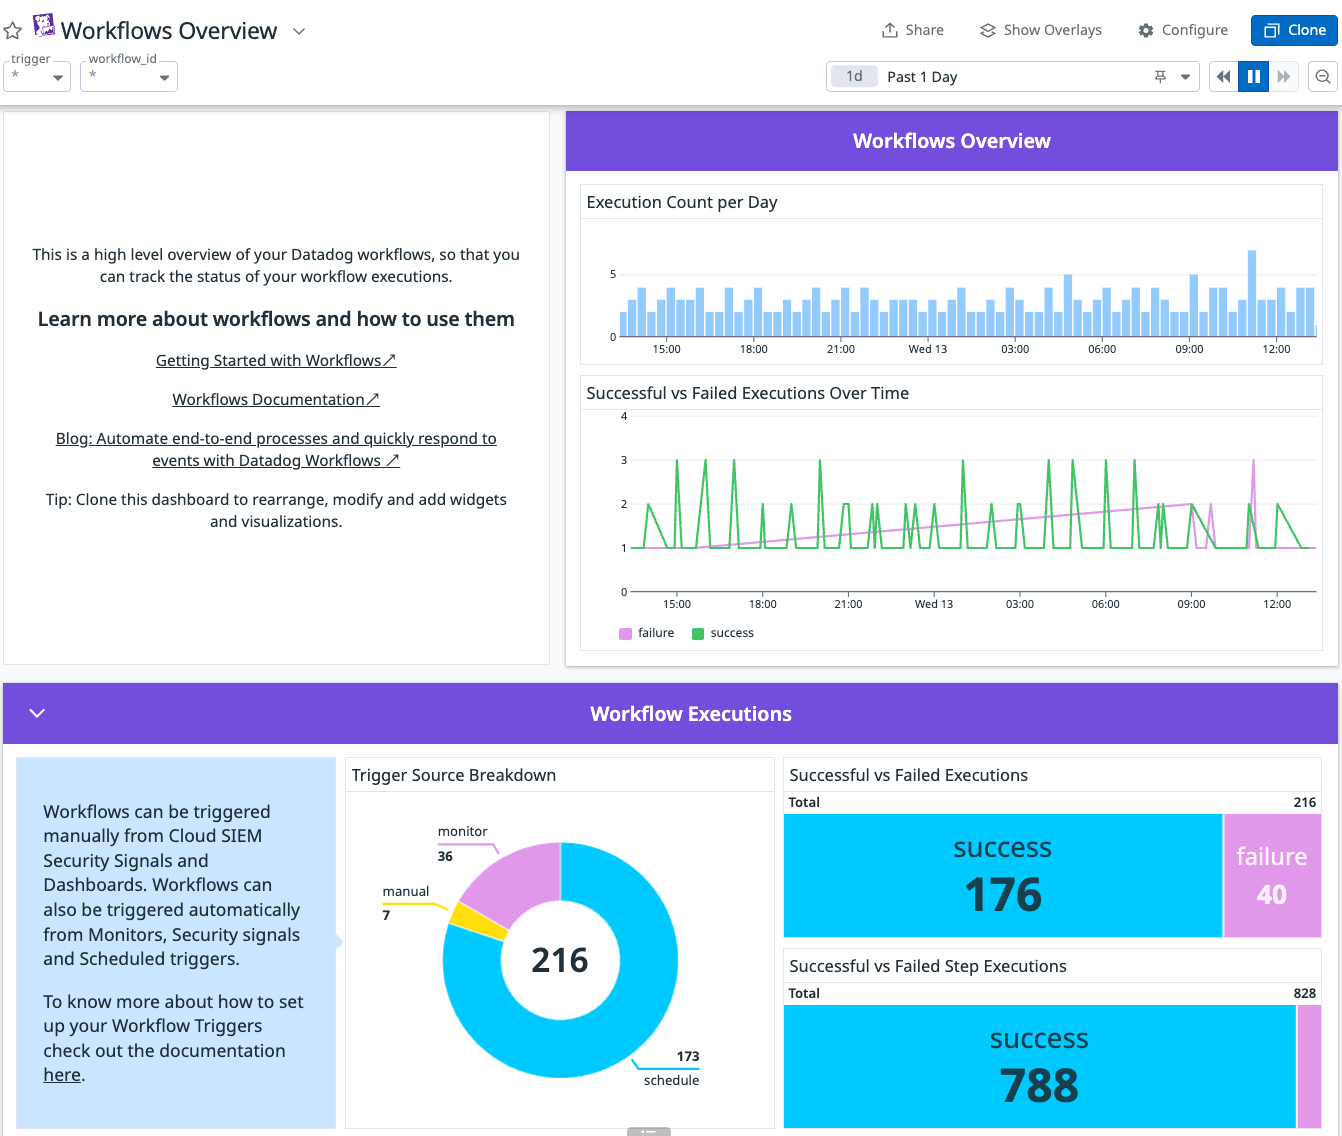 Workflows Overview
Share
Show Overlays
Configure
Clone
trigger
*
workflow_id
*
1d
Past 1 Day
This is a high level overview of your Datadog workflows, so that you
can track the status of your workflow executions.
Learn more about workflows and how to use them
Getting Started with Workflows↗
Workflows Documentation↗
Blog: Automate end-to-end processes and quickly respond to
events with Datadog Workflows ↗
Tip: Clone this dashboard to rearrange, modify and add widgets
and visualizations.
Workflows Overview
Execution Count per Day
5
0
15:00 18:00 21:00 Wed 13 03:00 06:00 09:00 12:00
Successful vs Failed Executions Over Time
4
3
2
1
0
15:00 18:00 21:00 Wed 13 03:00 06:00 09:00 12:00
failure success
Workflow Executions
Workflows can be triggered
manually from Cloud SIEM
Security Signals and
Dashboards. Workflows can
also be triggered automatically
from Monitors, Security signals
and Scheduled triggers.
To know more about how to set
up your Workflow Triggers
check out the documentation
here.
Trigger Source Breakdown
monitor
36
manual
7
216
173
schedule
Successful vs Failed Executions
Total 216
success
176
failure
40
Successful vs Failed Step Executions
Total 828
success
788